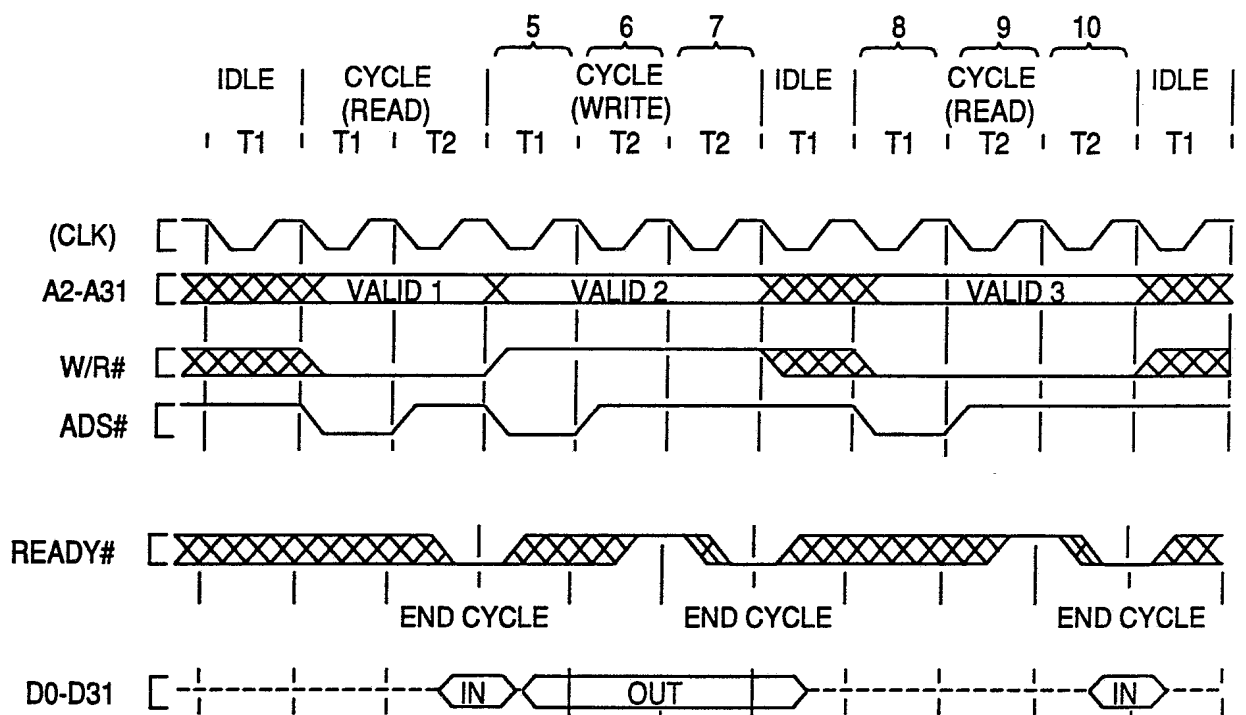 5 6 7 8 9 10
IDLE CYCLE (READ) CYCLE (WRITE) IDLE CYCLE (READ) IDLE
T1 T1 T2 T1 T2 T2 T1 T1 T2 T2 T1
(CLK)
A2-A31 VALID 1 VALID 2 VALID 3
W/R#
ADS#
READY#
END CYCLE END CYCLE END CYCLE
D0-D31 IN OUT IN